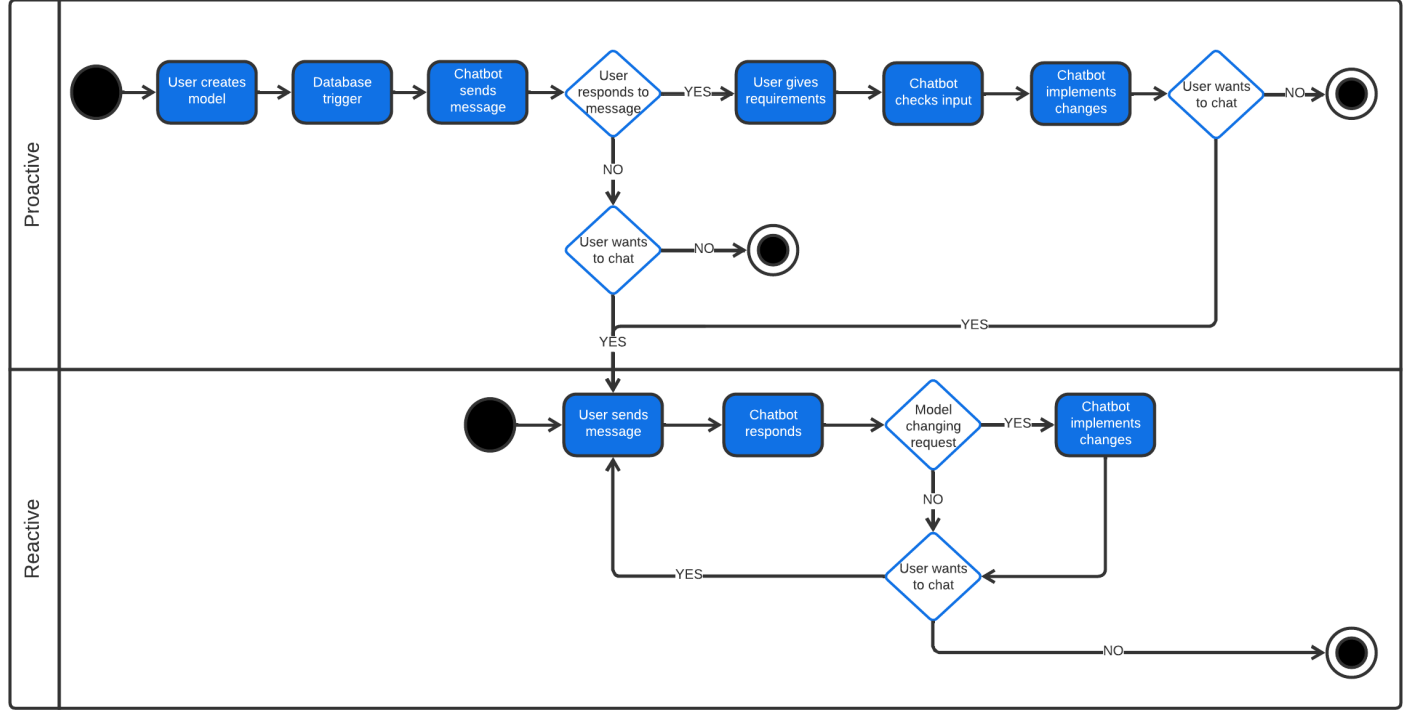 Proactive
User creates
model
Database
trigger
Chatbot
sends
message
User
responds to
message
YES
User gives
requirements
Chatbot
checks input
Chatbot
implements
changes
User wants
to chat
NO
NO
User wants
to chat
NO
YES
YES
Reactive
User sends
message
Chatbot
responds
Model
changing
request
YES
Chatbot
implements
changes
NO
User wants
to chat
YES
NO